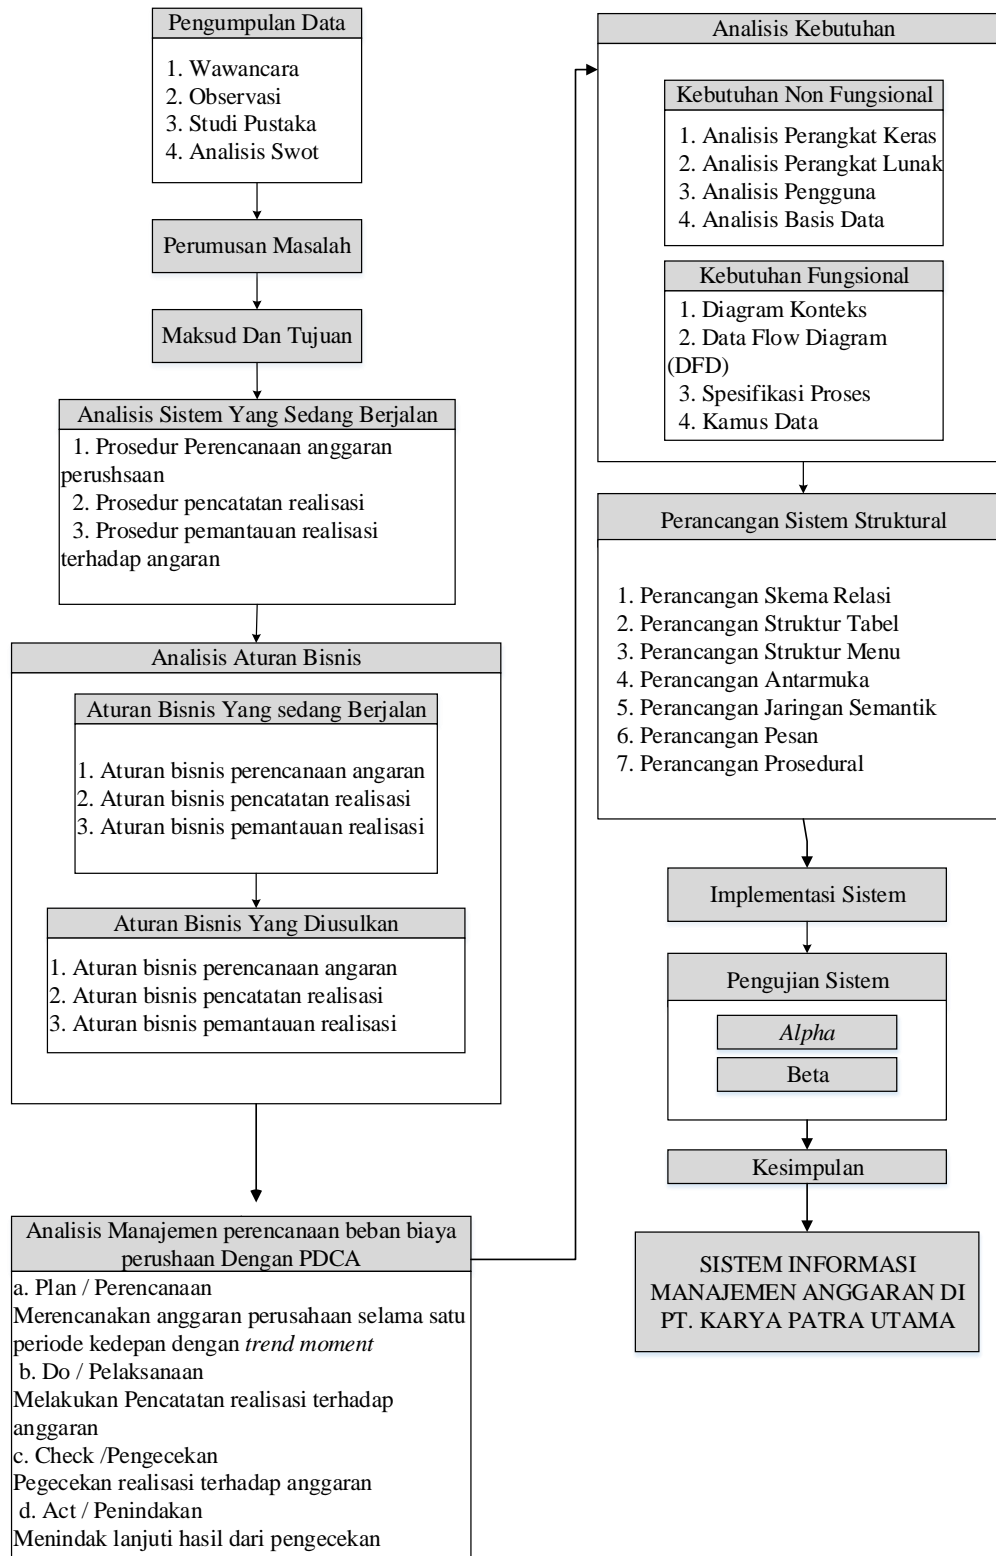 Pengumpulan Data
1. Wawancara
2. Observasi
3. Studi Pustaka
4. Analisis Swot
Perumusan Masalah
Maksud Dan Tujuan
Analisis Sistem Yang Sedang Berjalan
1. Prosedur Perencanaan anggaran
perushsaan
2. Prosedur pencatatan realisasi
3. Prosedur pemantauan realisasi
terhadap angaran
Analisis Aturan Bisnis
Aturan Bisnis Yang sedang Berjalan
1. Aturan bisnis perencanaan angaran
2. Aturan bisnis pencatatan realisasi
3. Aturan bisnis pemantauan realisasi
Aturan Bisnis Yang Diusulkan
1. Aturan bisnis perencanaan angaran
2. Aturan bisnis pencatatan realisasi
3. Aturan bisnis pemantauan realisasi
Analisis Manajemen perencanaan beban biaya
perushaan Dengan PDCA
a. Plan / Perencanaan
Merencanakan anggaran perusahaan selama satu
periode kedepan dengan trend moment
b. Do / Pelaksanaan
Melakukan Pencatatan realisasi terhadap
anggaran
c. Check /Pengecekan
Pegecekan realisasi terhadap anggaran
d. Act / Penindakan
Menindak lanjuti hasil dari pengecekan
Analisis Kebutuhan
Kebutuhan Non Fungsional
1. Analisis Perangkat Keras
2. Analisis Perangkat Lunak
3. Analisis Pengguna
4. Analisis Basis Data
Kebutuhan Fungsional
1. Diagram Konteks
2. Data Flow Diagram
(DFD)
3. Spesifikasi Proses
4. Kamus Data
Perancangan Sistem Struktural
1. Perancangan Skema Relasi
2. Perancangan Struktur Tabel
3. Perancangan Struktur Menu
4. Perancangan Antarmuka
5. Perancangan Jaringan Semantik
6. Perancangan Pesan
7. Perancangan Prosedural
Implementasi Sistem
Pengujian Sistem
Alpha
Beta
Kesimpulan
SISTEM INFORMASI
MANAJEMEN ANGGARAN DI
PT. KARYA PATRA UTAMA